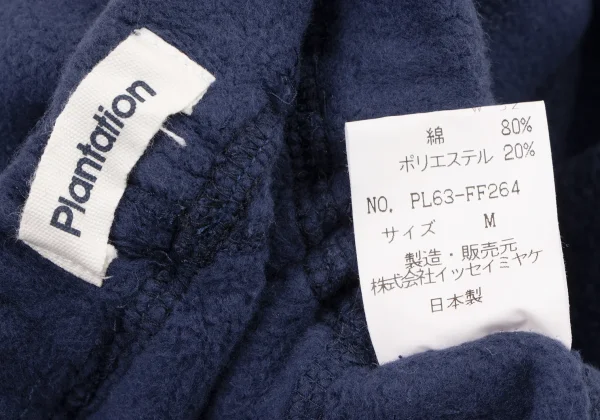 Plantation
綿 80%
ポリエステル 20%
NO. PL63-FF264
サイズ M
製造・販売元
株式会社イッセイミヤケ
日本製